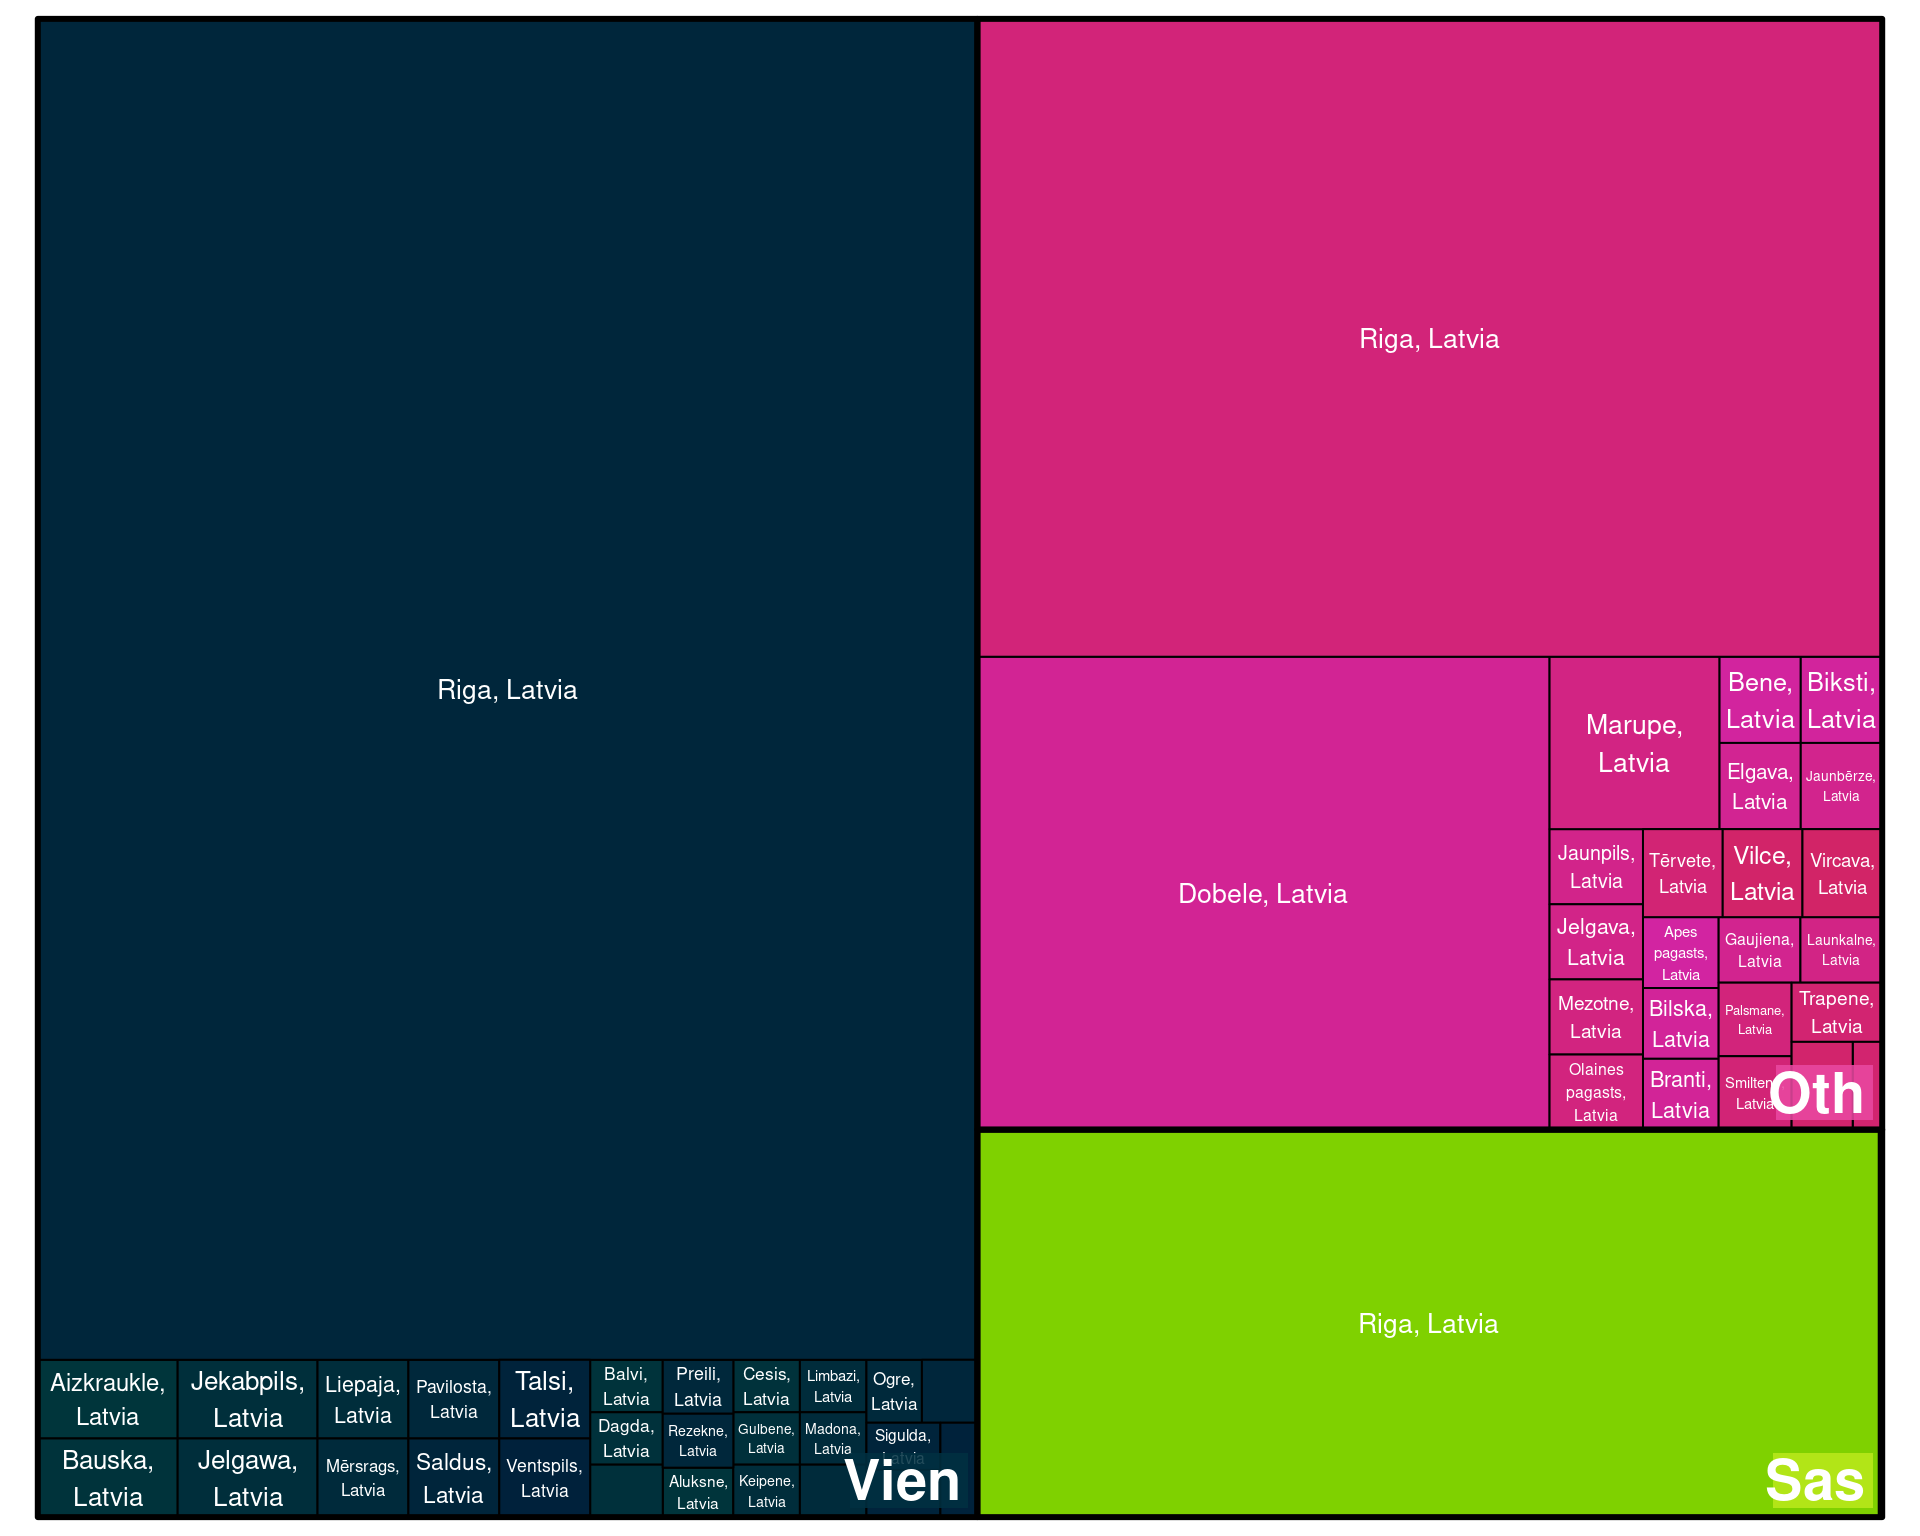 Riga, Latvia
Aizkraukle,
Latvia
Jekabpils,
Latvia
Liepaja,
Latvia
Pavilosta,
Latvia
Talsi,
Latvia
Balvi,
Latvia
Preili,
Latvia
Cesis,
Latvia
Limbazi,
Latvia
Ogre,
Latvia
Bauska,
Latvia
Jelgawa,
Latvia
Mērsrags,
Latvia
Saldus,
Latvia
Ventspils,
Latvia
Dagda,
Latvia
Rezekne,
Latvia
Aluksne,
Latvia
Gulbene,
Latvia
Keipene,
Latvia
Madona,
Latvia
Sigulda,
Latvia
Vien
Riga, Latvia
Dobele, Latvia
Marupe,
Latvia
Bene,
Latvia
Biksti,
Latvia
Elgava,
Latvia
Jaunbērze,
Latvia
Jaunpils,
Latvia
Jelgava,
Latvia
Mezotne,
Latvia
Olaines
pagasts,
Latvia
Tērvete,
Latvia
Vilce,
Latvia
Vircava,
Latvia
Apes
pagasts,
Latvia
Bilska,
Latvia
Branti,
Latvia
Gaujiena,
Latvia
Launkalne,
Latvia
Palsmane,
Latvia
Trapene,
Latvia
Latvia
Oth
Riga, Latvia
Sas